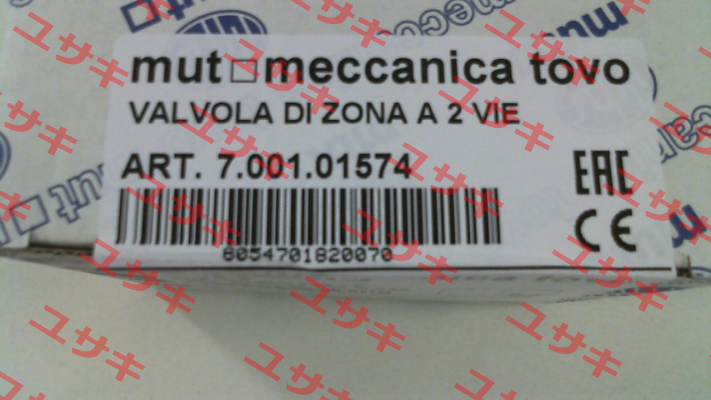 mut□meccanica tovo
VALVOLA DI ZONA A 2 VIE
ART. 7.001.01574
EAC
CE
8054701820070
ユサキ